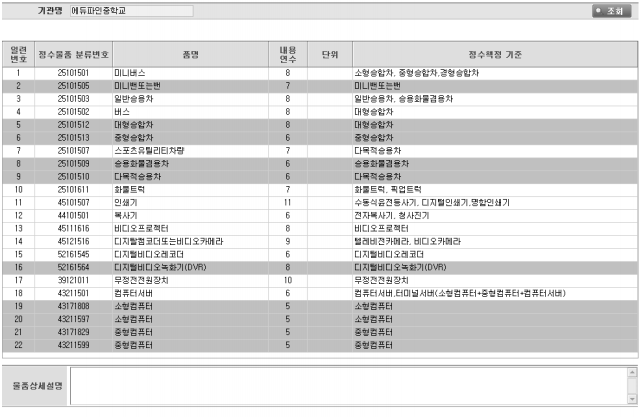 기관명 에듀파인중학교 조회
일련번호 정수물품 분류번호 품명 내용연수 단위 정수책정 기준
1 25101501 미니버스 8 소형승합차, 중형승합차,경형승합차
2 25101505 미니밴또는밴 7 미니밴또는밴
3 25101503 일반승용차 8 일반승용차, 승용화물겸용차
4 25101502 버스 8 대형승합차
5 25101512 대형승합차 8 대형승합차
6 25101513 중형승합차 6 중형승합차
7 25101507 스포츠유틸리티차량 7 다목적승용차
8 25101509 승용화물겸용차 6 승용화물겸용차
9 25101510 다목적승용차 6 다목적승용차
10 25101611 화물트럭 7 화물트럭, 픽업트럭
11 45101507 인쇄기 11 수동식윤전등사기, 디지털인쇄기,명함인쇄기
12 44101501 복사기 6 전자복사기, 청사진기
13 45111616 비디오프로젝터 8 비디오프로젝터
14 45121516 디지탈캠코더또는비디오카메라 9 텔레비전카메라, 비디오카메라
15 52161545 디지털비디오레코더 6 디지털비디오레코더
16 52161564 디지털비디오녹화기(DVR) 8 디지털비디오녹화기(DVR)
17 39121011 무정전전원장치 10 무정전전원장치
18 43211501 컴퓨터서버 6 컴퓨터서버,터미널서버(소형컴퓨터+중형컴퓨터+컴퓨터서버)
19 43171808 소형컴퓨터 5 소형컴퓨터
20 43211597 소형컴퓨터 5 소형컴퓨터
21 43171829 중형컴퓨터 5 중형컴퓨터
22 43211599 중형컴퓨터 5 중형컴퓨터
물품상세설명